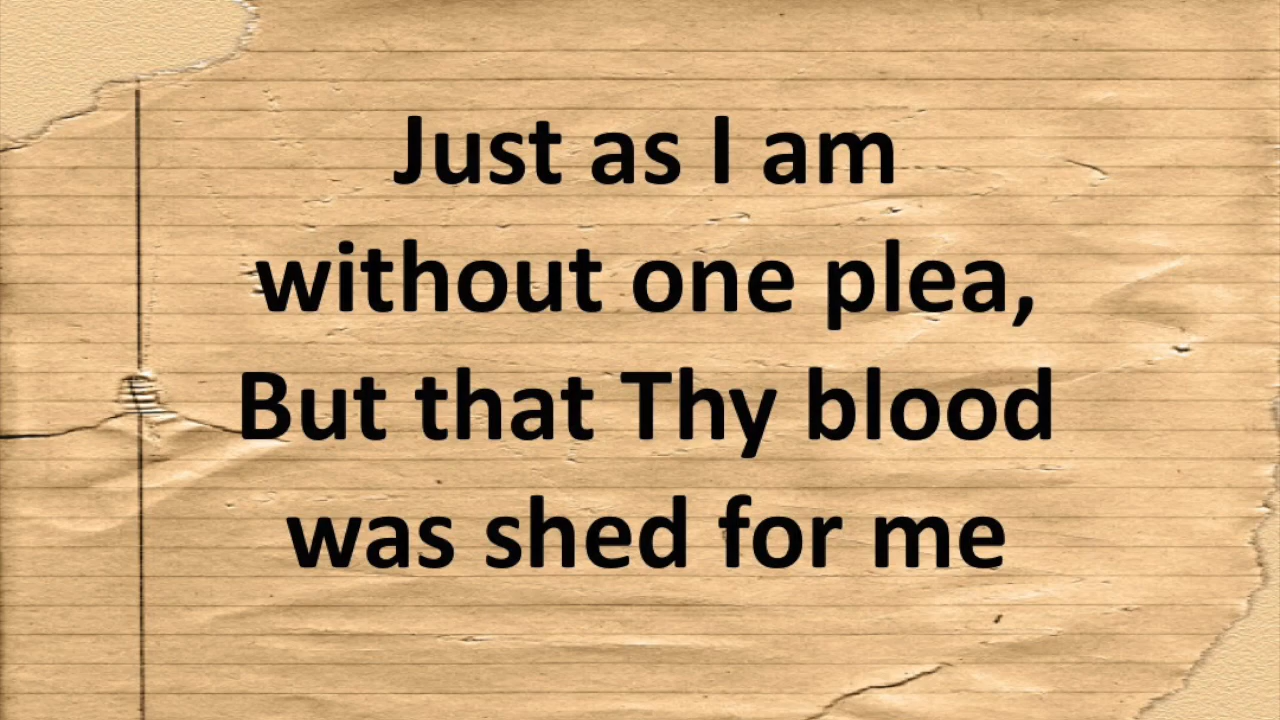 Just as I am
without one plea,
But that Thy blood
was shed for me